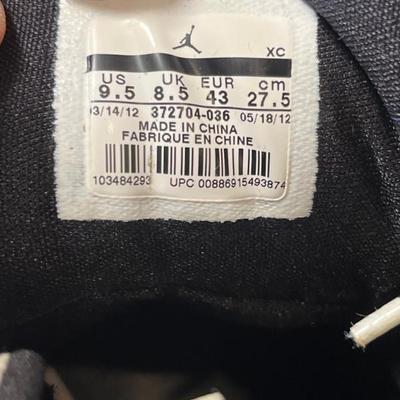 XC
US UK EUR cm
9.5 8.5 43 27.5
03/14/12 372704-036 05/18/12
MADE IN CHINA
FABRIQUE EN CHINE
103484293 UPC 00886915493874